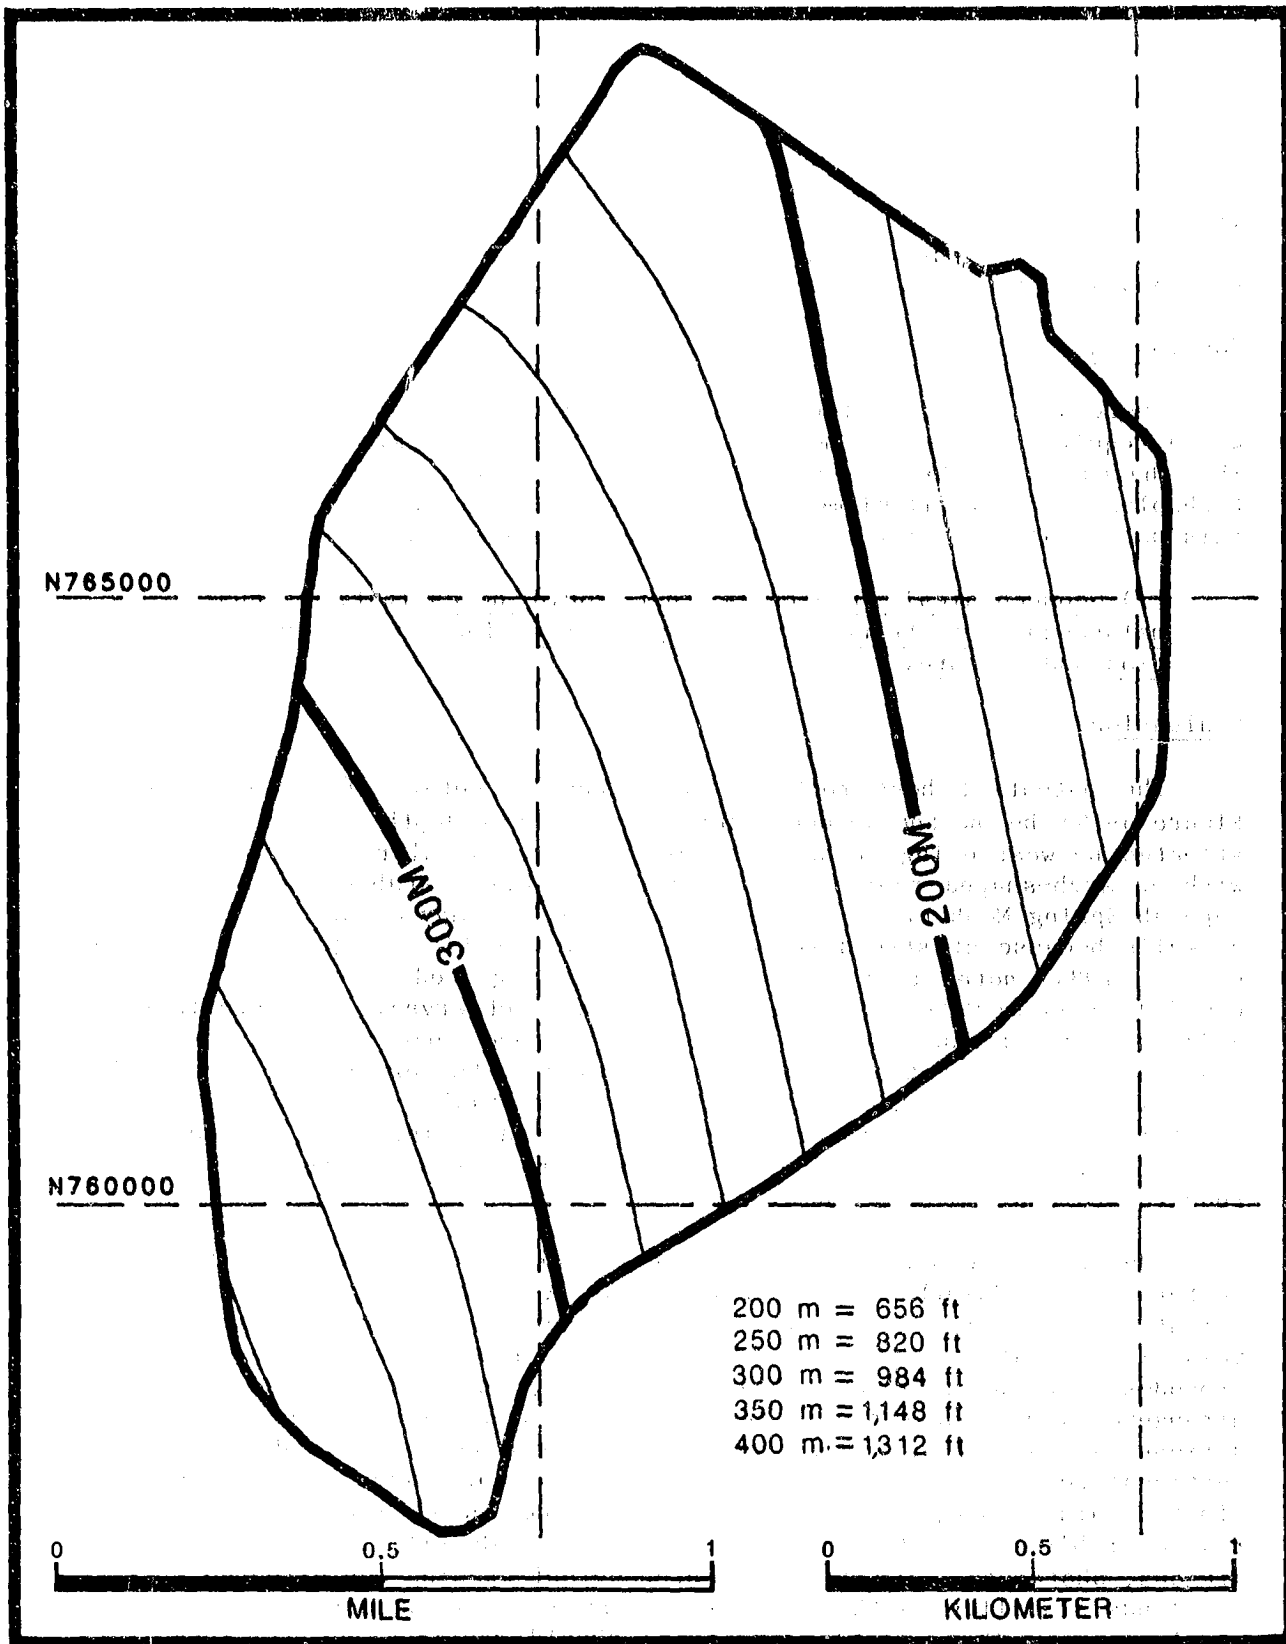 N765000
200M
300M
N760000
200 m = 656 ft
250 m = 820 ft
300 m = 984 ft
350 m = 1,148 ft
400 m. = 1,312 ft
0 0.5 1
MILE
0 0.5 1
KILOMETER